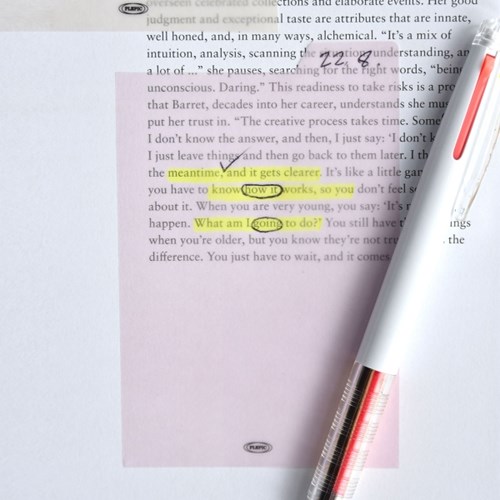 overseen celebrated collections and elaborate events. Her good
judgment and exceptional taste are attributes that are innate,
well honed, and, in many ways, alchemical. “It’s a mix of
intuition, analysis, scanning the situation, understanding, an
22. 8.
a lot of ...” she pauses, searching for the right words, “being
unconscious. Daring.” This readiness to take risks is a pro
that Barret, decades into her career, understands she mus
put her trust in. “The creative process takes time. Some
I don’t know the answer, and then, I just say: ‘I don’t k
I just leave things and then go back to them later. I th
the meantime, and it gets clearer. It’s like a little gar
you have to know how it works, so you don’t feel s
about it. When you are very young, you say: ‘It’s n
happen. What am I going to do?’ You still have t ings
when you’re older, but you know they’re not tru the
difference. You just have to wait, and it comes
PLEPIC
PLEPIC